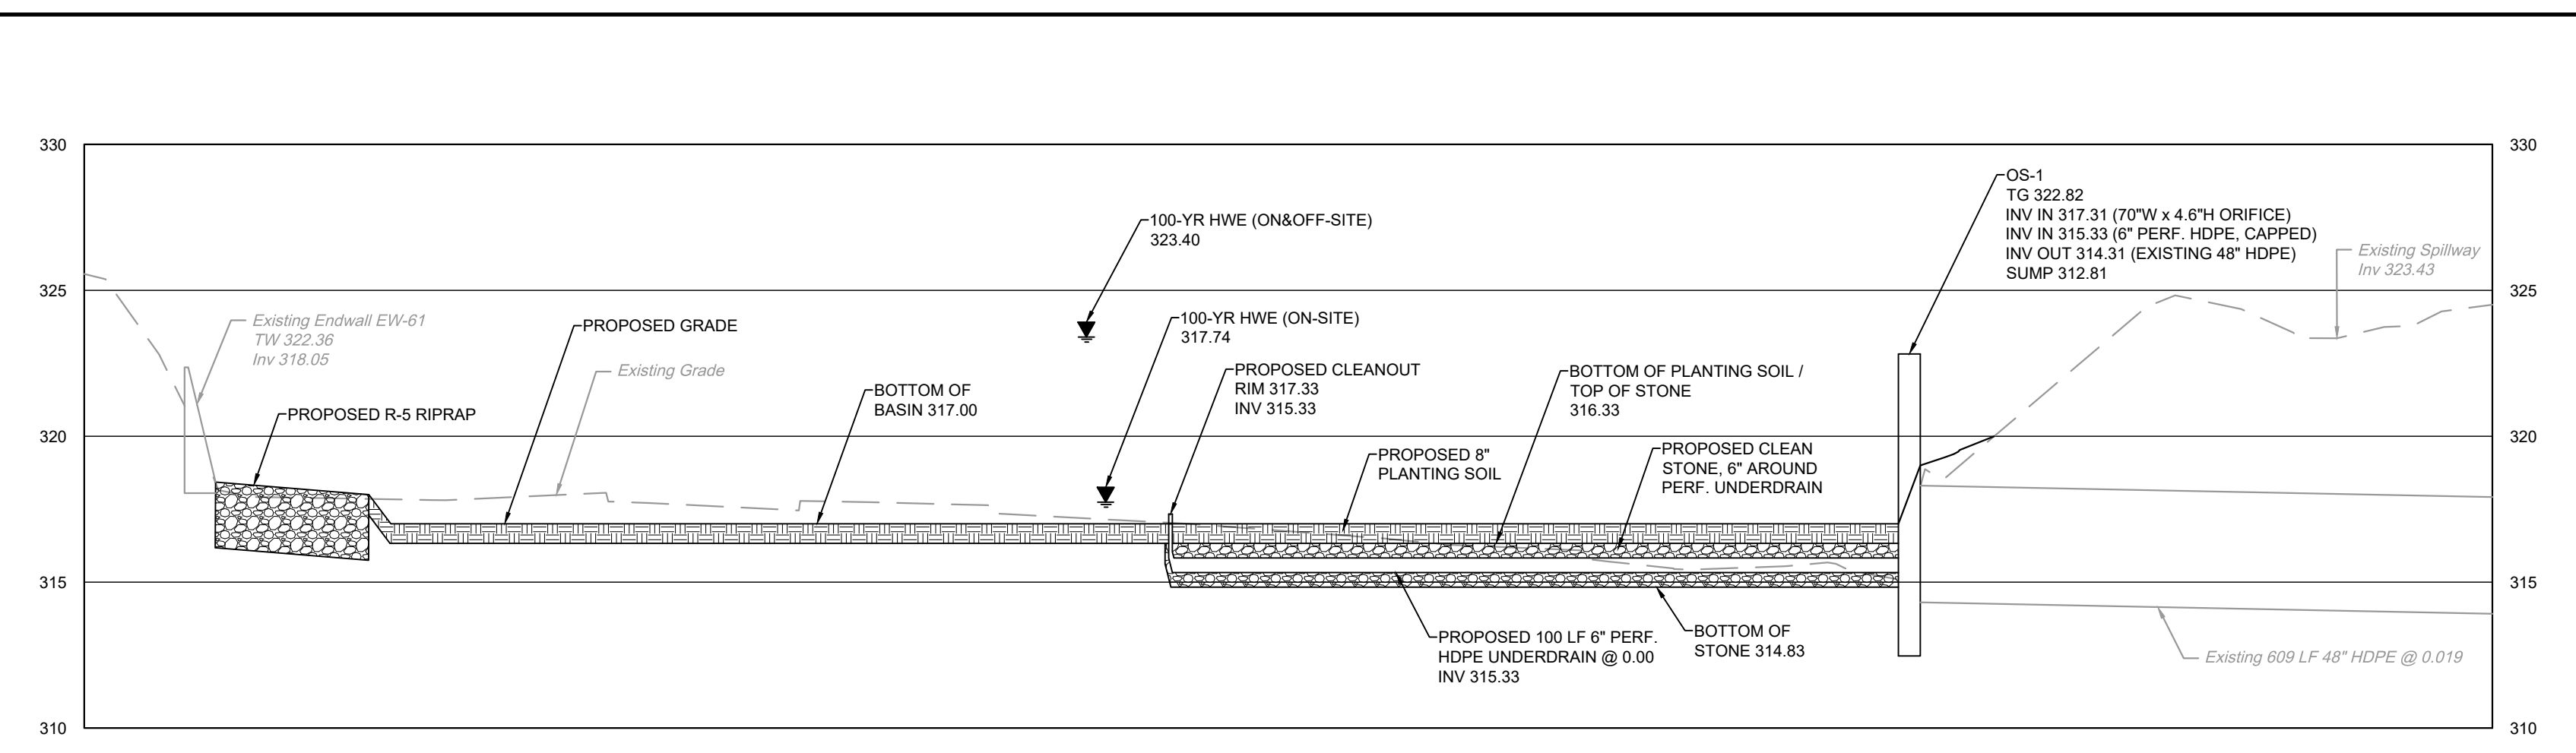 330
330
OS-1
TG 322.82
INV IN 317.31 (70"W x 4.6"H ORIFICE)
INV IN 315.33 (6" PERF. HDPE, CAPPED)
INV OUT 314.31 (EXISTING 48" HDPE)
SUMP 312.81
100-YR HWE (ON&OFF-SITE)
323.40
Existing Spillway
Inv 323.43
325
325
Existing Endwall EW-61
TW 322.36
Inv 318.05
PROPOSED GRADE
100-YR HWE (ON-SITE)
317.74
Existing Grade
PROPOSED CLEANOUT
RIM 317.33
INV 315.33
BOTTOM OF PLANTING SOIL /
TOP OF STONE
316.33
BOTTOM OF
BASIN 317.00
PROPOSED R-5 RIPRAP
320
320
PROPOSED 8"
PLANTING SOIL
PROPOSED CLEAN
STONE, 6" AROUND
PERF. UNDERDRAIN
315
315
PROPOSED 100 LF 6" PERF.
HDPE UNDERDRAIN @ 0.00
INV 315.33
BOTTOM OF
STONE 314.83
Existing 609 LF 48" HDPE @ 0.019
310
310